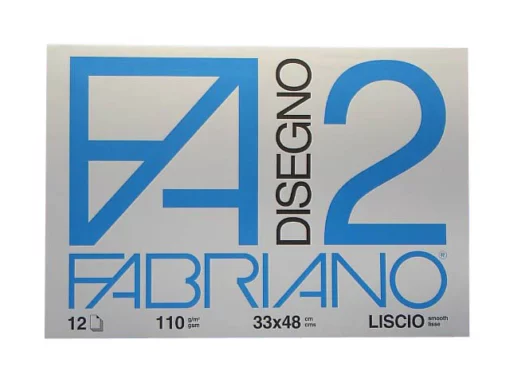 FA
DISEGNO
2
FABRIANO®
12 110 g/m² gsm 33x48 cm cms LISCIO smooth lisse